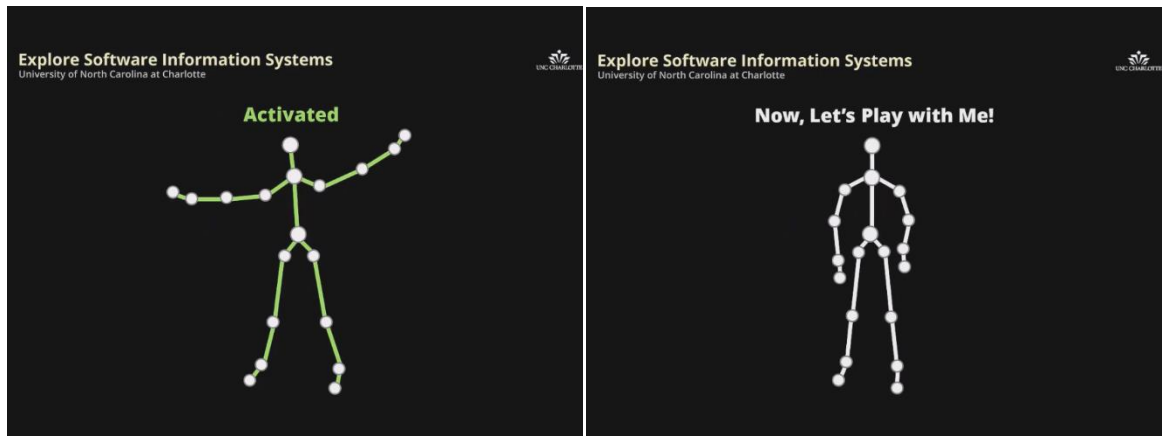 Explore Software Information Systems
University of North Carolina at Charlotte
UNC CHARLOTTE
Activated
Explore Software Information Systems
University of North Carolina at Charlotte
UNC CHARLOTTE
Now, Let's Play with Me!